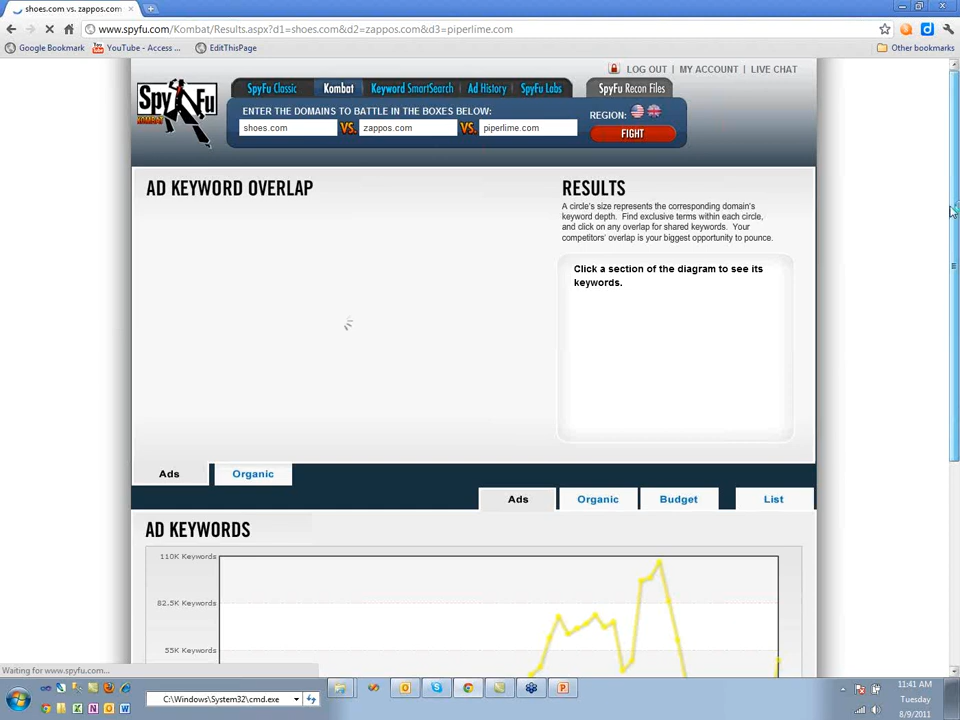 shoes.com vs. zappos.com
www.spyfu.com/Kombat/Results.aspx?d1=shoes.com&d2=zappos.com&d3=piperlime.com
Google Bookmark
YouTube - Access ...
EditThisPage
Other bookmarks
LOG OUT | MY ACCOUNT | LIVE CHAT
SPYFU
KOMBAT
SpyFu Classic
Kombat
Keyword SmartSearch
Ad History
SpyFu Labs
SpyFu Recon Files
ENTER THE DOMAINS TO BATTLE IN THE BOXES BELOW:
REGION:
shoes.com
VS.
zappos.com
VS.
piperlime.com
FIGHT
AD KEYWORD OVERLAP
RESULTS
A circle's size represents the corresponding domain's
keyword depth. Find exclusive terms within each circle,
and click on any overlap for shared keywords. Your
competitors' overlap is your biggest opportunity to pounce.
Click a section of the diagram to see its
keywords.
Ads
Organic
Ads
Organic
Budget
List
AD KEYWORDS
110K Keywords
82.5K Keywords
55K Keywords
Waiting for www.spyfu.com...
C:\Windows\System32\cmd.exe
11:41 AM
Tuesday
8/9/2011